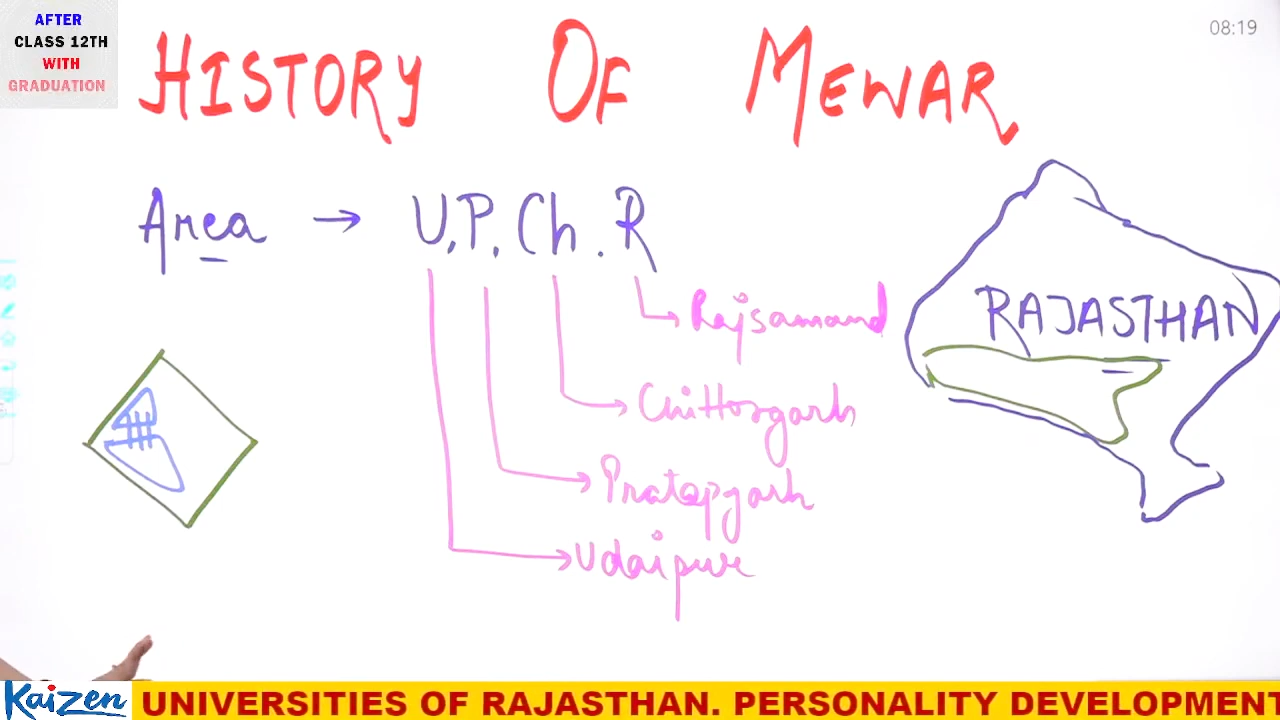 AFTER
CLASS 12TH
WITH
GRADUATION
08:19
HISTORY OF MEWAR
Area → U.P.Ch.R
Rajsamand
RAJASTHAN
Chittorgarh
Pratapgarh
Udaipur
Kaizen
UNIVERSITIES OF RAJASTHAN. PERSONALITY DEVELOPMENT